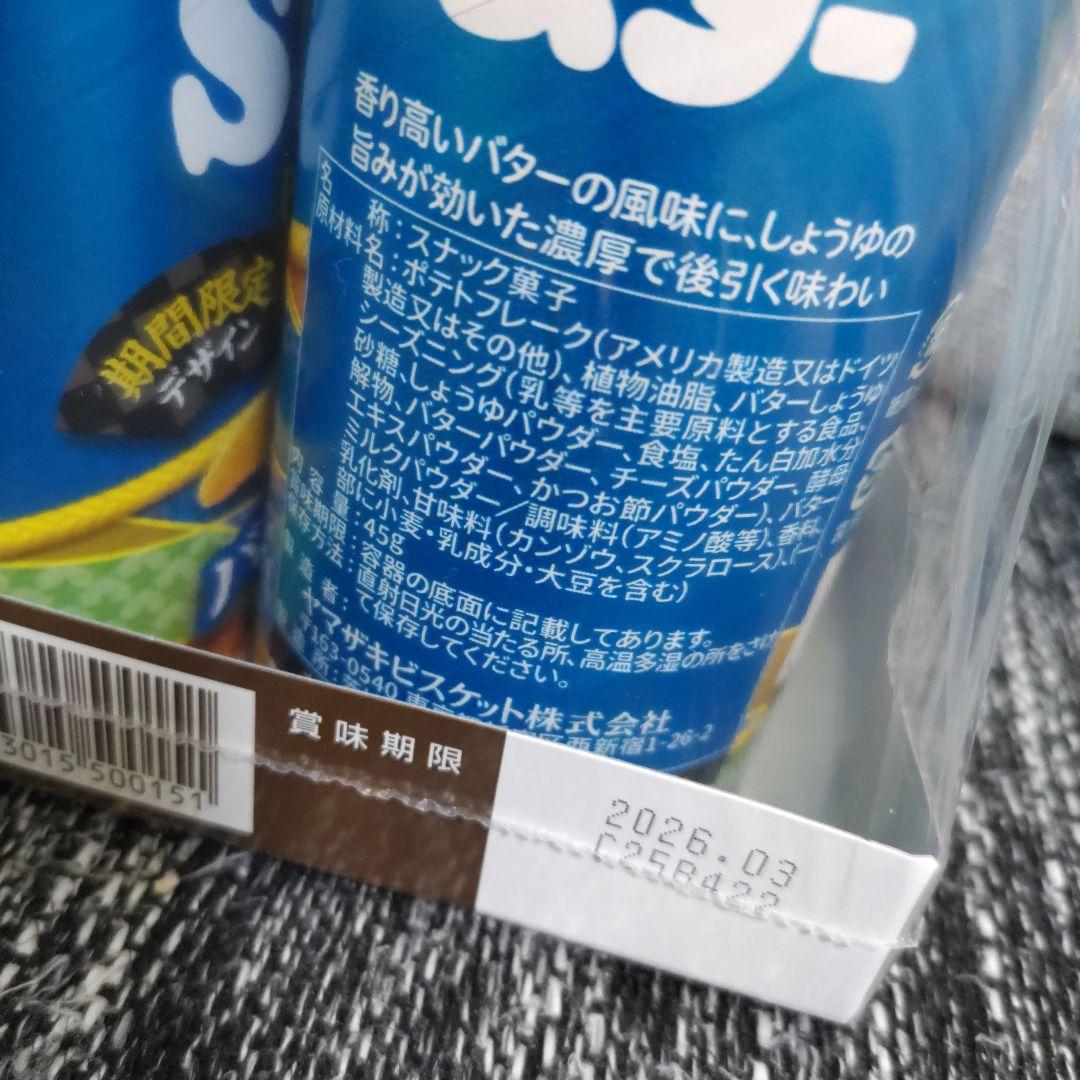 香り高いバターの風味に、しょうゆの
旨みが効いた濃厚で後引く味わい
名 称：スナック菓子
原材料名：ポテトフレーク(アメリカ製造又はドイツ
製造又はその他)、植物油脂、バターしょうゆ
シーズニング(乳等を主要原料とする食品、
砂糖、しょうゆパウダー、食塩、たん白加水分
解物、バターパウダー、チーズパウダー、酵母
エキスパウダー、かつお節パウダー)、バター
ミルクパウダー／調味料(アミノ酸等)、香料、
乳化剤、甘味料(カンゾウ、スクラロース)、(一
部に小麦・乳成分・大豆を含む)
内容量：45g
賞味期限：容器の底面に記載してあります。
保存方法：直射日光の当たる所、高温多湿の所をさけ
て保存してください。
造者：ヤマザキビスケット株式会社
〒163-0540 東京
区西新宿1-26-2
期間限定
デザイン
賞味期限
2026.03
C25B422
3015 500151